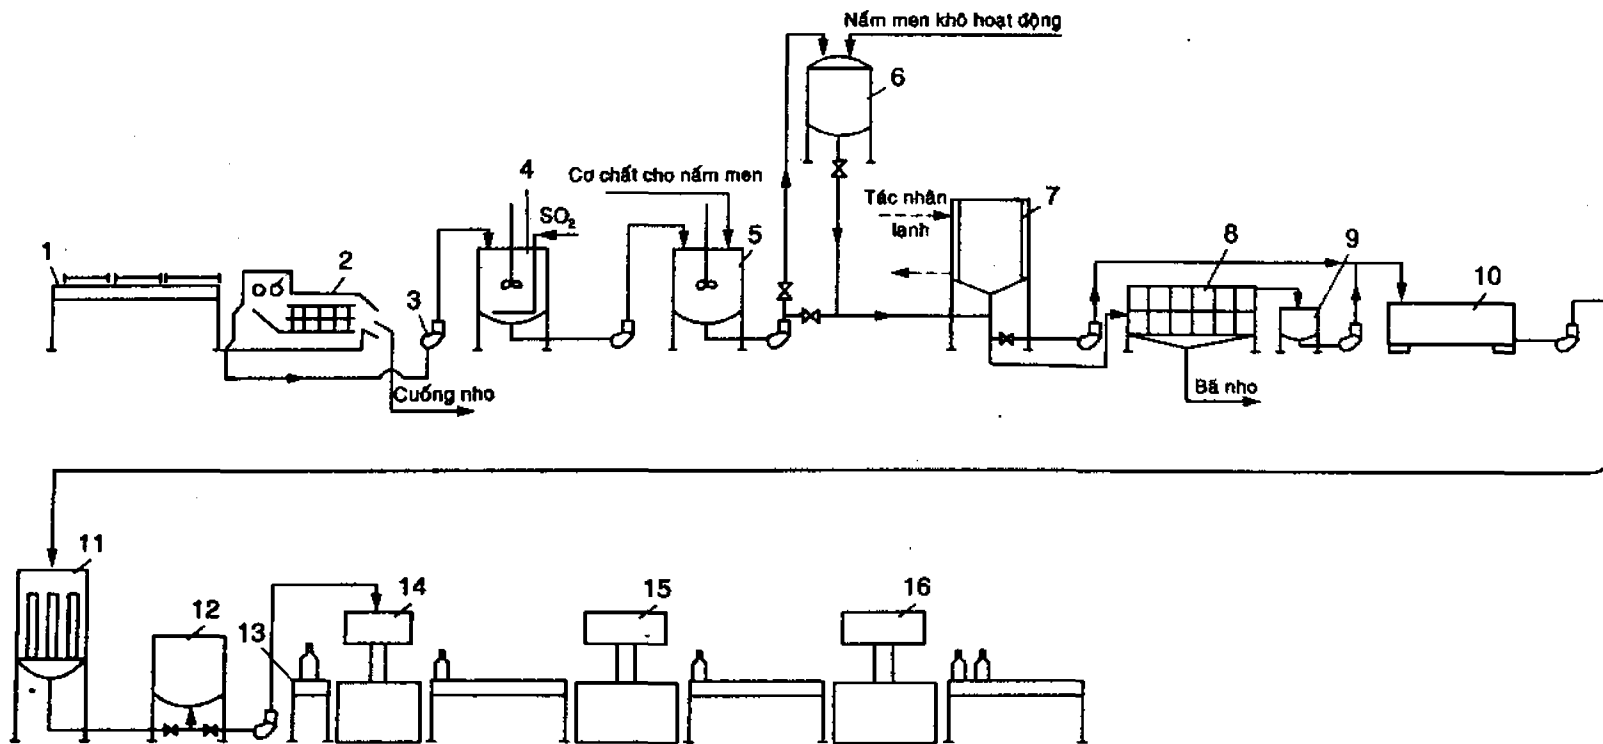 Nấm men khô hoạt động
6
4
Cơ chất cho nấm men
SO₂
5
Tác nhân
lạnh
7
8
9
1
2
3
10
Cuống nho
Bã nho
11
12
13
14
15
16